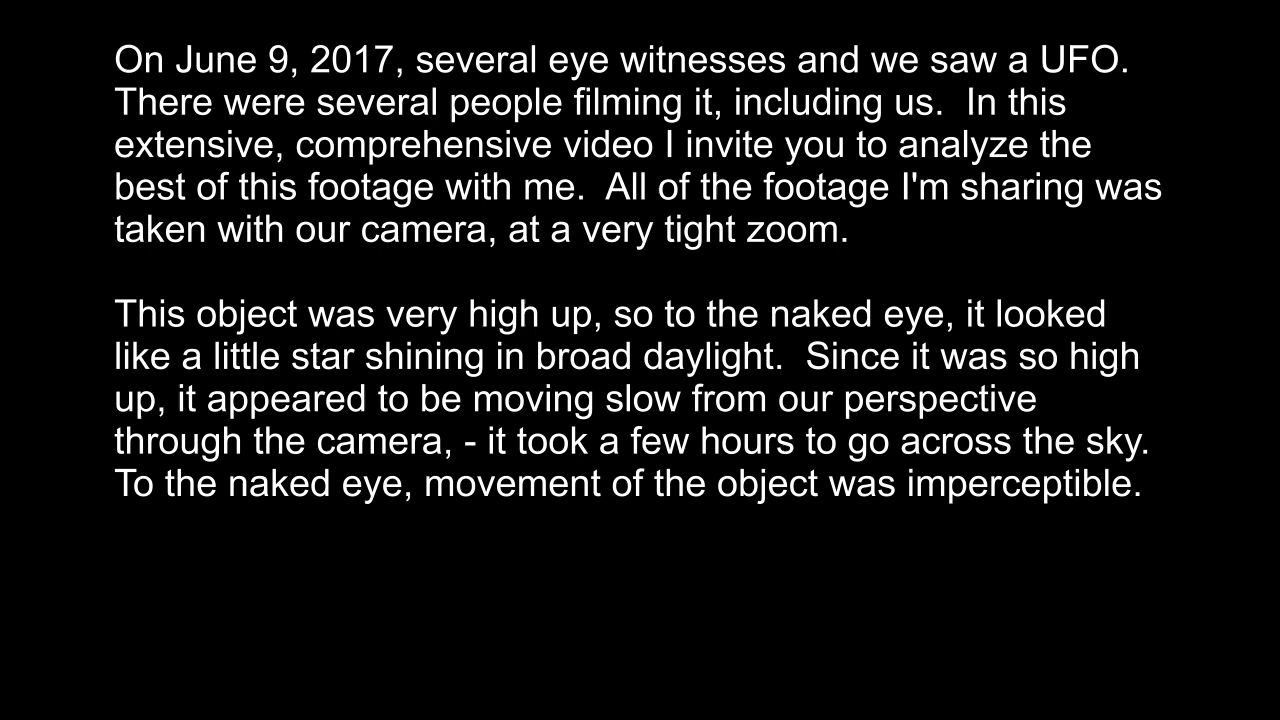 On June 9, 2017, several eye witnesses and we saw a UFO.
There were several people filming it, including us.  In this
extensive, comprehensive video I invite you to analyze the
best of this footage with me.  All of the footage I'm sharing was
taken with our camera, at a very tight zoom.
This object was very high up, so to the naked eye, it looked
like a little star shining in broad daylight.  Since it was so high
up, it appeared to be moving slow from our perspective
through the camera, - it took a few hours to go across the sky.
To the naked eye, movement of the object was imperceptible.